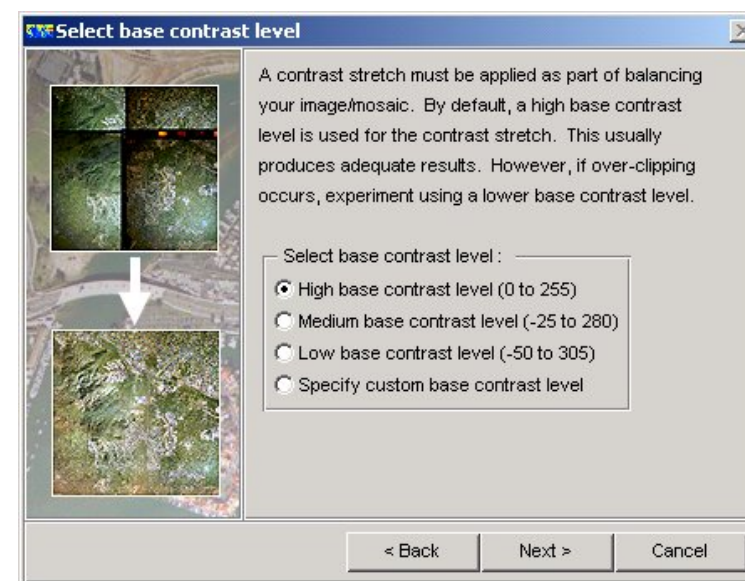 Select base contrast level
A contrast stretch must be applied as part of balancing
your image/mosaic. By default, a high base contrast
level is used for the contrast stretch. This usually
produces adequate results. However, if over-clipping
occurs, experiment using a lower base contrast level.
Select base contrast level :
High base contrast level (0 to 255)
Medium base contrast level (-25 to 280)
Low base contrast level (-50 to 305)
Specify custom base contrast level
< Back
Next >
Cancel